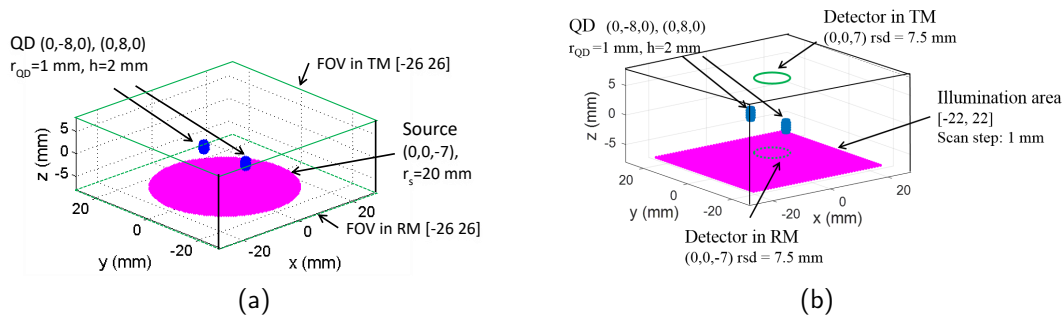 QD (0,-8,0), (0,8,0)
r_QD=1 mm, h=2 mm
FOV in TM [-26 26]
Source
(0,0,-7),
r_s=20 mm
FOV in RM [-26 26]
z (mm)
5
0
-5
20
0
-20
y (mm)
-20
0
20
x (mm)
(a)
QD (0,-8,0), (0,8,0)
r_QD=1 mm, h=2 mm
Detector in TM
(0,0,7) rsd = 7.5 mm
Illumination area
[-22, 22]
Scan step: 1 mm
z (mm)
5
0
-5
20
0
-20
y (mm)
-20
0
20
x (mm)
Detector in RM
(0,0,-7) rsd = 7.5 mm
(b)